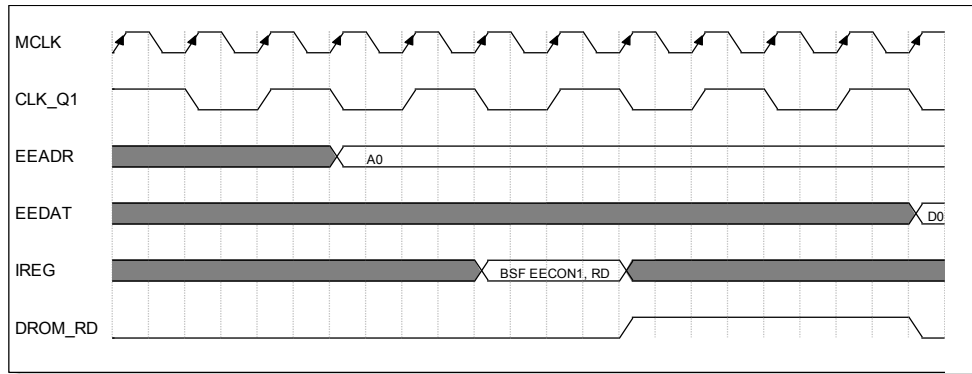 MCLK
CLK_Q1
EEADR
A0
EEDAT
D0
IREG
BSF EECON1, RD
DROM_RD